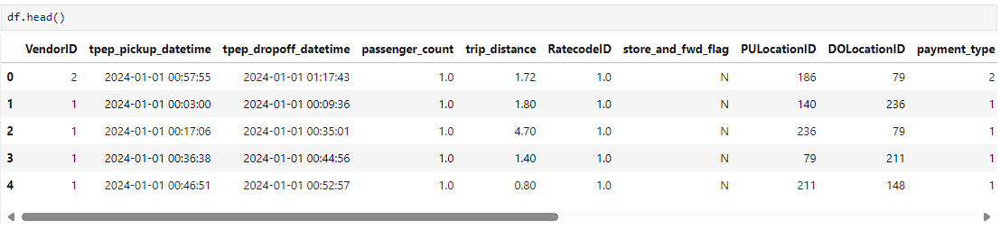 df.head()
VendorID tpep_pickup_datetime tpep_dropoff_datetime passenger_count trip_distance RatecodeID store_and_fwd_flag PULocationID DOLocationID payment_type
0 2 2024-01-01 00:57:55 2024-01-01 01:17:43 1.0 1.72 1.0 N 186 79 2
1 1 2024-01-01 00:03:00 2024-01-01 00:09:36 1.0 1.80 1.0 N 140 236 1
2 1 2024-01-01 00:17:06 2024-01-01 00:35:01 1.0 4.70 1.0 N 236 79 1
3 1 2024-01-01 00:36:38 2024-01-01 00:44:56 1.0 1.40 1.0 N 79 211 1
4 1 2024-01-01 00:46:51 2024-01-01 00:52:57 1.0 0.80 1.0 N 211 148 1